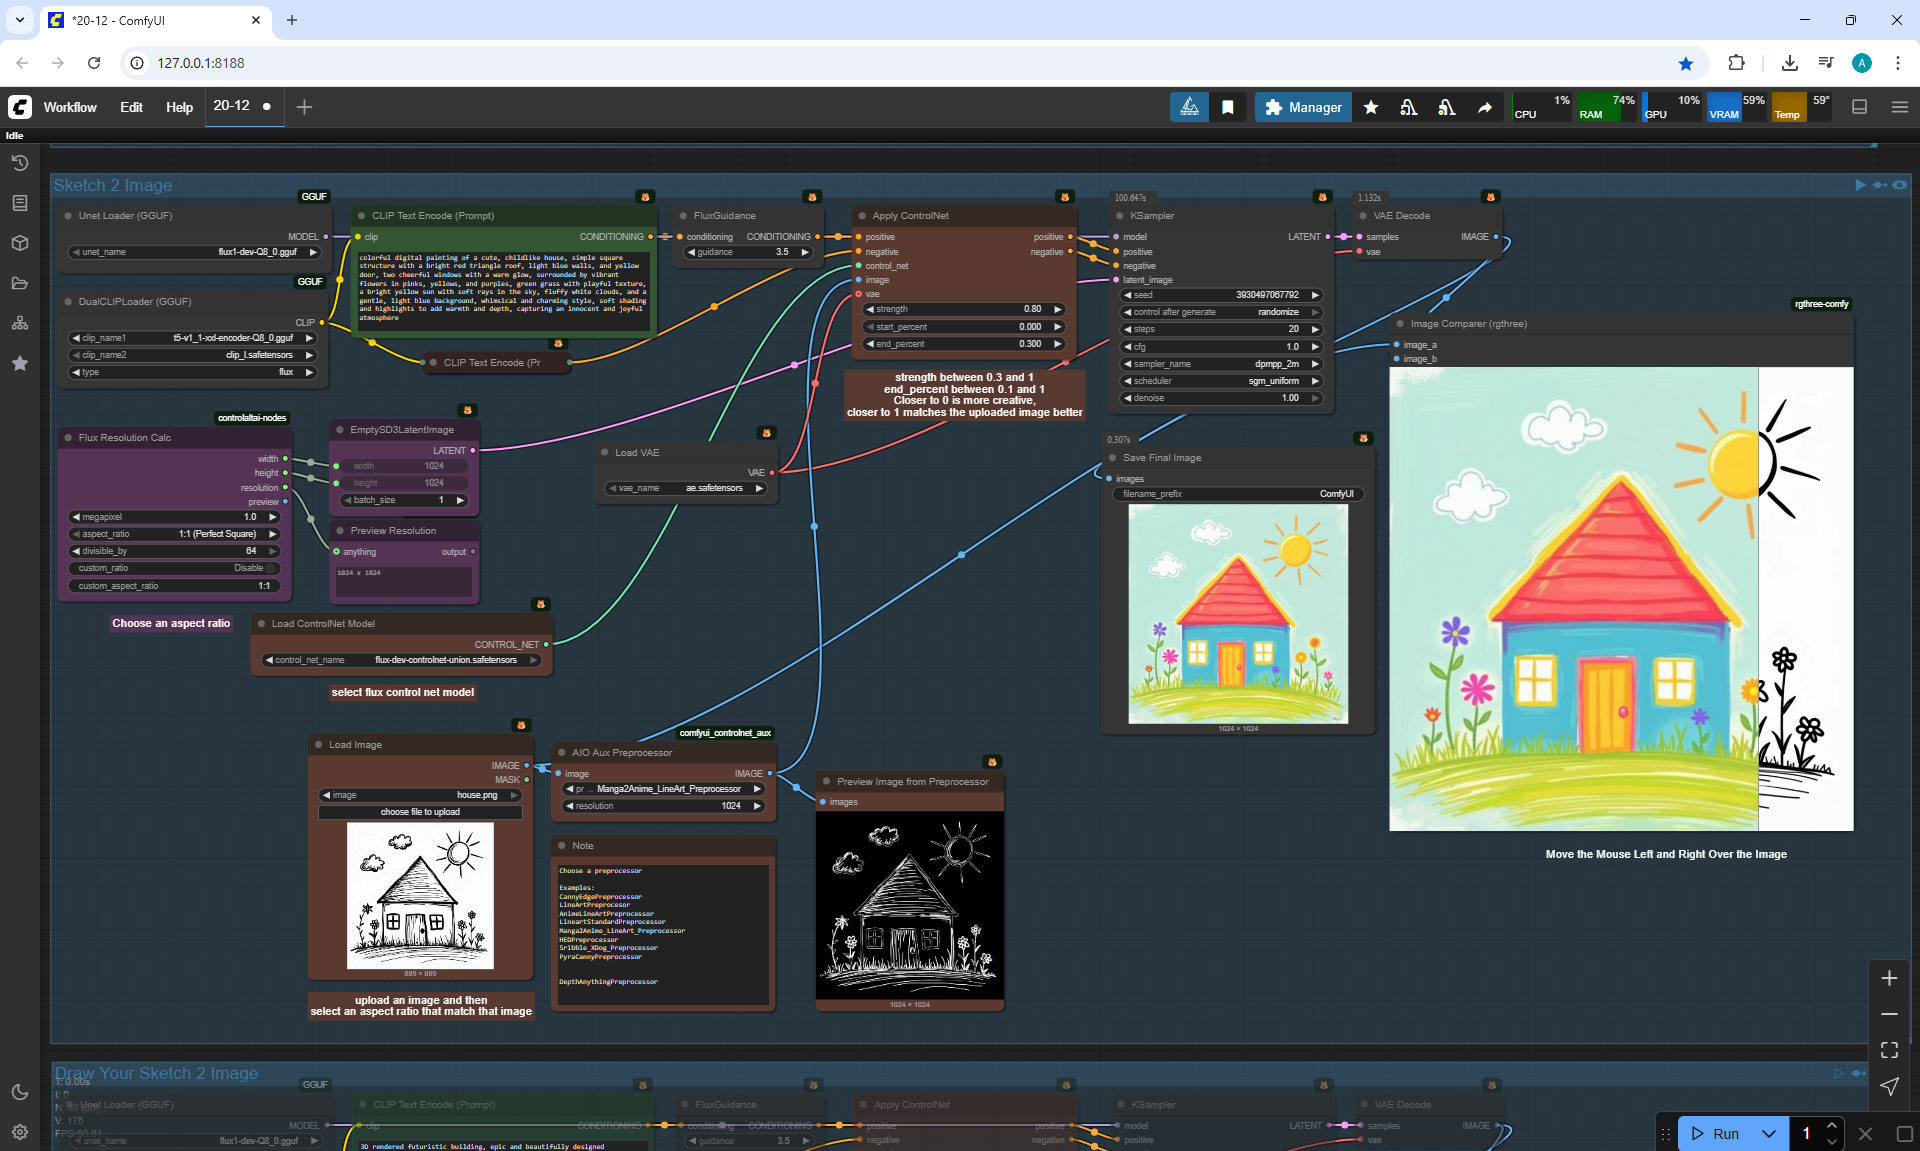 *20-12 - ComfyUI
127.0.0.1:8188
A
Workflow Edit Help 20-12
Manager
CPU 1% RAM 74% GPU 10% VRAM 59% Temp 59°
Idle
Sketch 2 Image
GGUF
Unet Loader (GGUF)
MODEL
unet_name flux1-dev-Q8_0.gguf
GGUF
DualCLIPLoader (GGUF)
CLIP
clip_name1 t5-v1_1-xxl-encoder-Q8_0.gguf
clip_name2 clip_l.safetensors
type flux
CLIP Text Encode (Prompt)
clip CONDITIONING
colorful digital painting of a cute, childlike house, simple square
structure with a bright red triangle roof, light blue walls, and yellow
door, two cheerful windows with a warm glow, surrounded by vibrant
flowers in pinks, yellows, and purples, green grass with playful texture,
a bright yellow sun with soft rays in the sky, fluffy white clouds, and a
gentle, light blue background, whimsical and charming style, soft shading
and highlights to add warmth and depth, capturing an innocent and joyful
atmosphere
CLIP Text Encode (Pr
FluxGuidance
conditioning CONDITIONING
guidance 3.5
Apply ControlNet
positive positive
negative negative
control_net
image
vae
strength 0.80
start_percent 0.000
end_percent 0.300
strength between 0.3 and 1
end_percent between 0.1 and 1
Closer to 0 is more creative,
closer to 1 matches the uploaded image better
100.647s
KSampler
model LATENT
positive
negative
latent_image
seed 3930497067792
control after generate randomize
steps 20
cfg 1.0
sampler_name dpmpp_2m
scheduler sgm_uniform
denoise 1.00
1.132s
VAE Decode
samples IMAGE
vae
rgthree-comfy
Image Comparer (rgthree)
image_a
image_b
Move the Mouse Left and Right Over the Image
controlaltai-nodes
Flux Resolution Calc
width
height
resolution
preview
megapixel 1.0
aspect_ratio 1:1 (Perfect Square)
divisible_by 64
custom_ratio Disable
custom_aspect_ratio 1:1
Choose an aspect ratio
EmptySD3LatentImage
LATENT
width 1024
height 1024
batch_size 1
Preview Resolution
anything output
1024 x 1024
Load VAE
VAE
vae_name ae.safetensors
0.307s
Save Final Image
images
filename_prefix ComfyUI
1024 × 1024
Load ControlNet Model
CONTROL_NET
control_net_name flux-dev-controlnet-union.safetensors
select flux control net model
Load Image
IMAGE
MASK
image house.png
choose file to upload
889 × 889
upload an image and then
select an aspect ratio that match that image
comfyui_controlnet_aux
AIO Aux Preprocessor
image IMAGE
pr ... Manga2Anime_LineArt_Preprocessor
resolution 1024
Note
Choose a preprocessor
Examples:
CannyEdgePreprocessor
LineArtPreprocesor
AnimeLineArtPreprocessor
LineartStandardPreprocessor
Manga2Anime_LineArt_Preprocessor
HEDPreprocessor
Sribble_XDog_Preprocessor
PyraCannyPreprocessor
DepthAnythingPreprocessor
Preview Image from Preprocessor
images
1024 × 1024
Draw Your Sketch 2 Image
T: 0.00s
I: 0
V: 175
GGUF
Unet Loader (GGUF)
MODEL
unet_name flux1-dev-Q8_0.gguf
CLIP Text Encode (Prompt)
clip CONDITIONING
3D rendered futuristic building, epic and beautifully designed
FluxGuidance
conditioning CONDITIONING
guidance 3.5
Apply ControlNet
positive positive
negative negative
KSampler
model LATENT
positive
VAE Decode
samples IMAGE
vae
Run 1